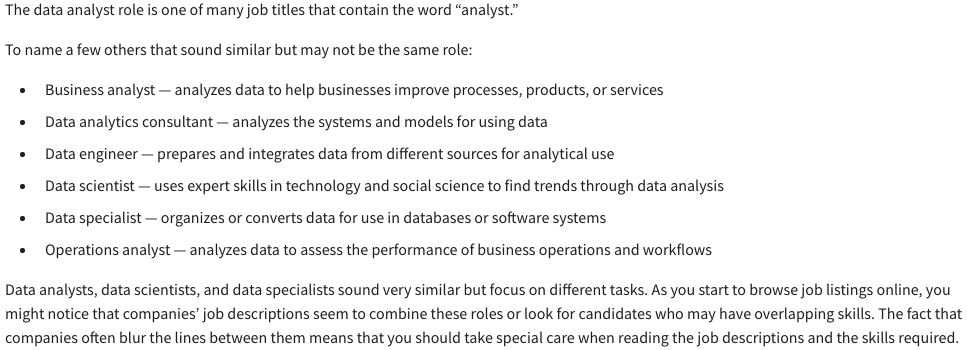 The data analyst role is one of many job titles that contain the word “analyst.”
To name a few others that sound similar but may not be the same role:
• Business analyst — analyzes data to help businesses improve processes, products, or services
• Data analytics consultant — analyzes the systems and models for using data
• Data engineer — prepares and integrates data from different sources for analytical use
• Data scientist — uses expert skills in technology and social science to find trends through data analysis
• Data specialist — organizes or converts data for use in databases or software systems
• Operations analyst — analyzes data to assess the performance of business operations and workflows
Data analysts, data scientists, and data specialists sound very similar but focus on different tasks. As you start to browse job listings online, you
might notice that companies’ job descriptions seem to combine these roles or look for candidates who may have overlapping skills. The fact that
companies often blur the lines between them means that you should take special care when reading the job descriptions and the skills required.